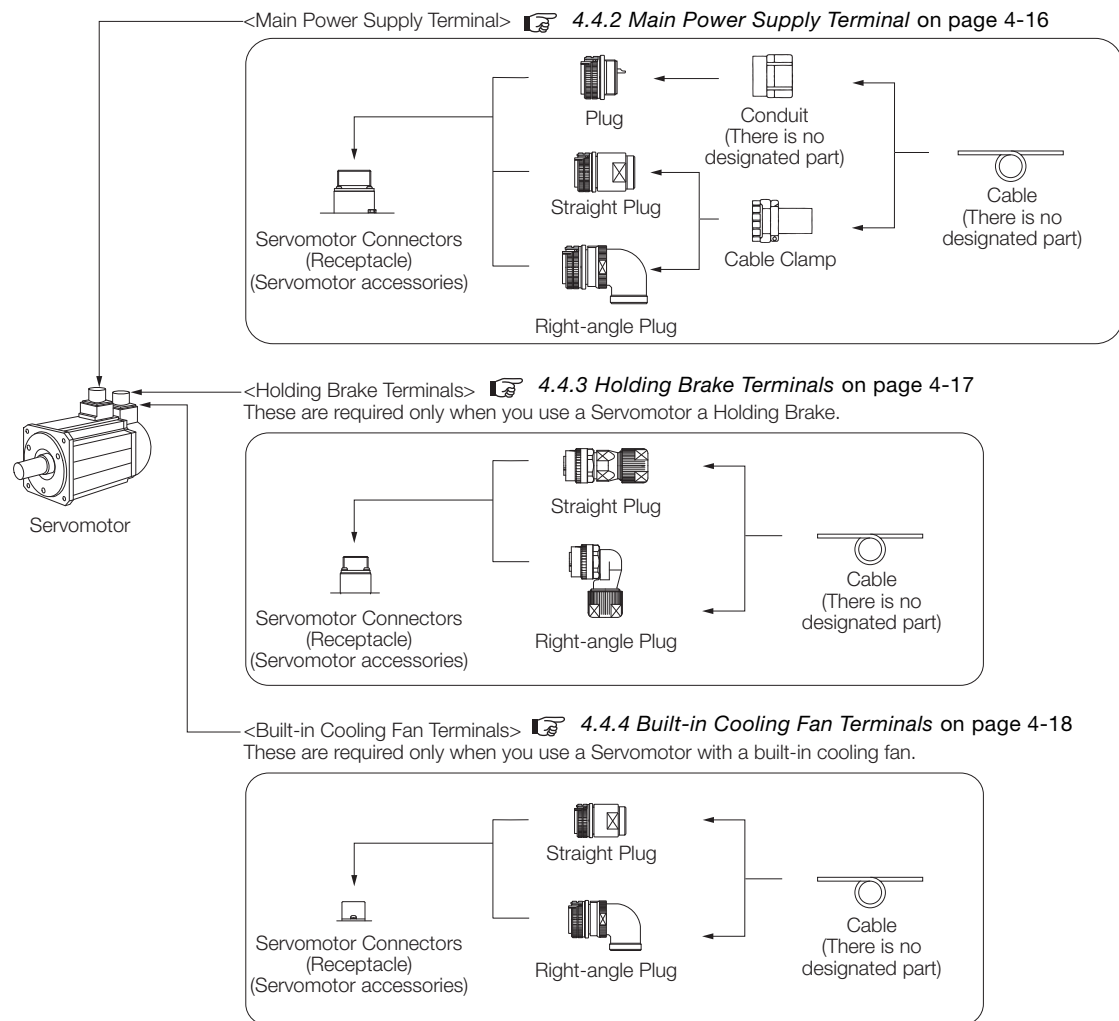 <Main Power Supply Terminal> 4.4.2 Main Power Supply Terminal on page 4-16
Plug
Conduit
(There is no
designated part)
Straight Plug
Cable
(There is no
designated part)
Servomotor Connectors
(Receptacle)
(Servomotor accessories)
Cable Clamp
Right-angle Plug
<Holding Brake Terminals> 4.4.3 Holding Brake Terminals on page 4-17
These are required only when you use a Servomotor a Holding Brake.
Servomotor
Straight Plug
Cable
(There is no
designated part)
Servomotor Connectors
(Receptacle)
(Servomotor accessories)
Right-angle Plug
<Built-in Cooling Fan Terminals> 4.4.4 Built-in Cooling Fan Terminals on page 4-18
These are required only when you use a Servomotor with a built-in cooling fan.
Straight Plug
Cable
(There is no
designated part)
Servomotor Connectors
(Receptacle)
(Servomotor accessories)
Right-angle Plug